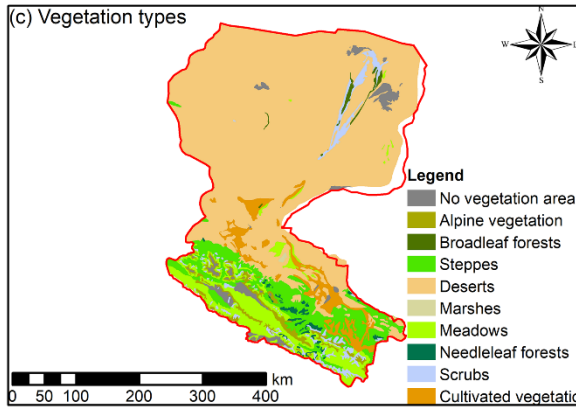 (c) Vegetation types
N
W
E
S
Legend
No vegetation area
Alpine vegetation
Broadleaf forests
Steppes
Deserts
Marshes
Meadows
Needleleaf forests
Scrubs
Cultivated vegetatio
km
0 50 100 200 300 400